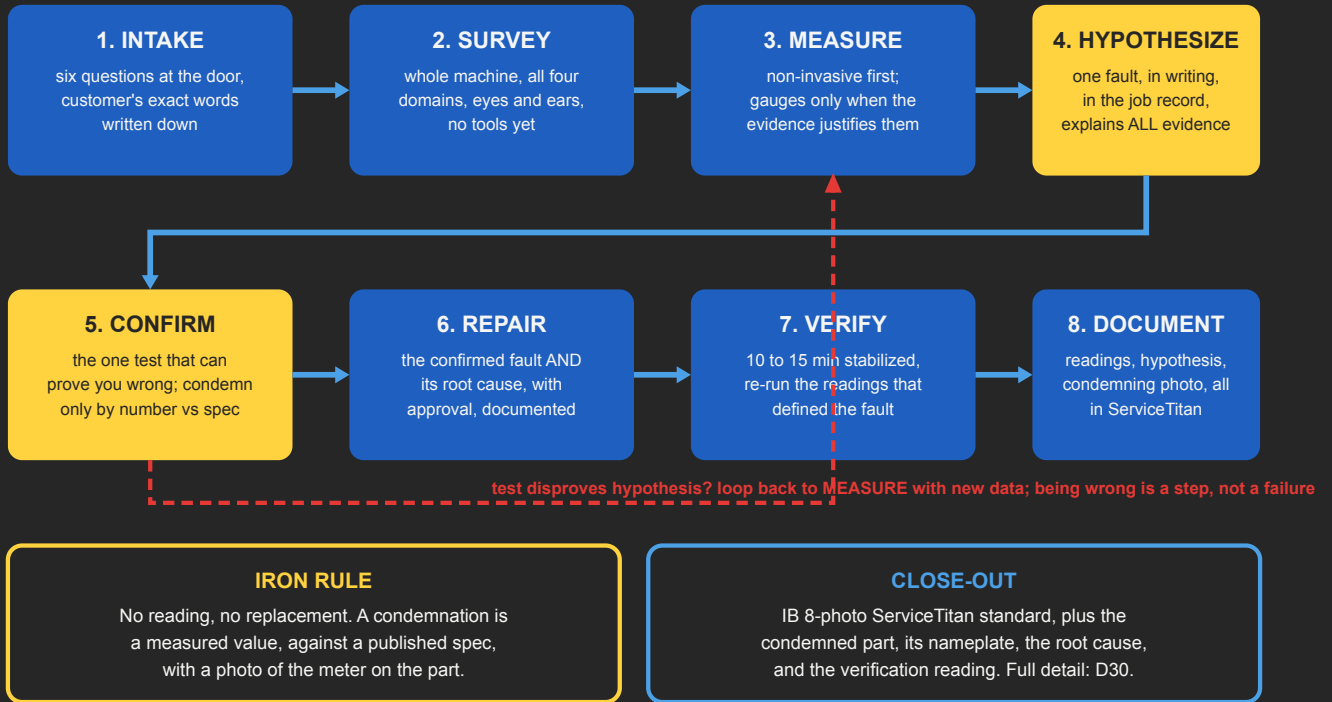 1. INTAKE
six questions at the door,
customer's exact words
written down
2. SURVEY
whole machine, all four
domains, eyes and ears,
no tools yet
3. MEASURE
non-invasive first;
gauges only when the
evidence justifies them
4. HYPOTHESIZE
one fault, in writing,
in the job record,
explains ALL evidence
5. CONFIRM
the one test that can
prove you wrong; condemn
only by number vs spec
6. REPAIR
the confirmed fault AND
its root cause, with
approval, documented
7. VERIFY
10 to 15 min stabilized,
re-run the readings that
defined the fault
8. DOCUMENT
readings, hypothesis,
condemning photo, all
in ServiceTitan
test disproves hypothesis? loop back to MEASURE with new data; being wrong is a step, not a failure
IRON RULE
No reading, no replacement. A condemnation is
a measured value, against a published spec,
with a photo of the meter on the part.
CLOSE-OUT
IB 8-photo ServiceTitan standard, plus the
condemned part, its nameplate, the root cause,
and the verification reading. Full detail: D30.